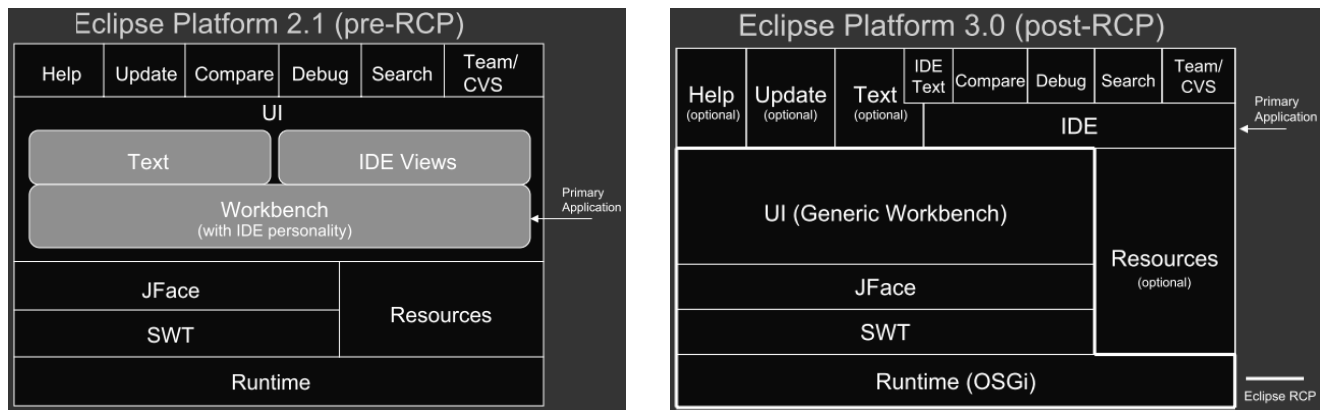 Eclipse Platform 2.1 (pre-RCP)
Help
Update
Compare
Debug
Search
Team/
CVS
UI
Text
IDE Views
Workbench
(with IDE personality)
Primary
Application
JFace
SWT
Resources
Runtime
Eclipse Platform 3.0 (post-RCP)
Help
(optional)
Update
(optional)
Text
(optional)
IDE
Text
Compare
Debug
Search
Team/
CVS
IDE
Primary
Application
UI (Generic Workbench)
Resources
(optional)
JFace
SWT
Runtime (OSGi)
Eclipse RCP